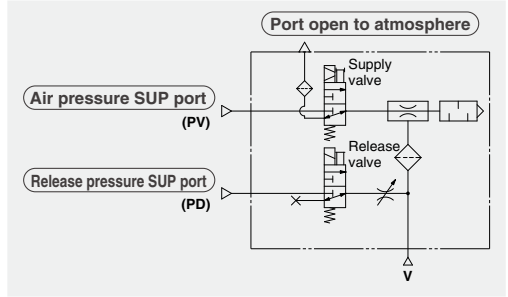 Port open to atmosphere
Supply
valve
Air pressure SUP port
(PV)
Release
valve
Release pressure SUP port
(PD)
V